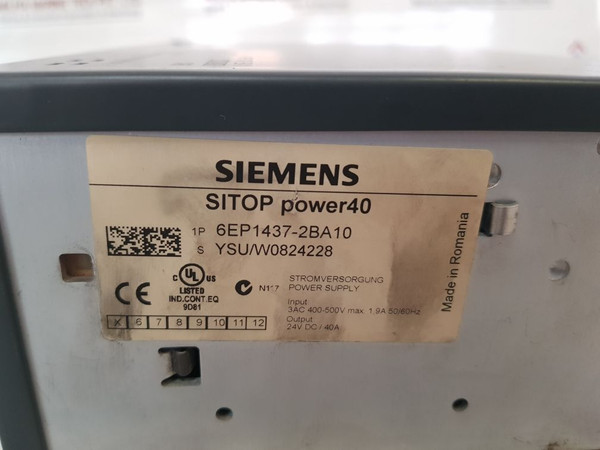 SIEMENS
SITOP power40
1P 6EP1437-2BA10
S YSU/W0824228
C UL US
LISTED
IND.CONT.EQ
9D81
CE
N117
STROMVERSORGUNG
POWER SUPPLY
Input
3AC 400-500V max. 1.9A 50/60Hz
Output
24V DC / 40A
X 6 7 8 9 10 11 12
Made in Romania